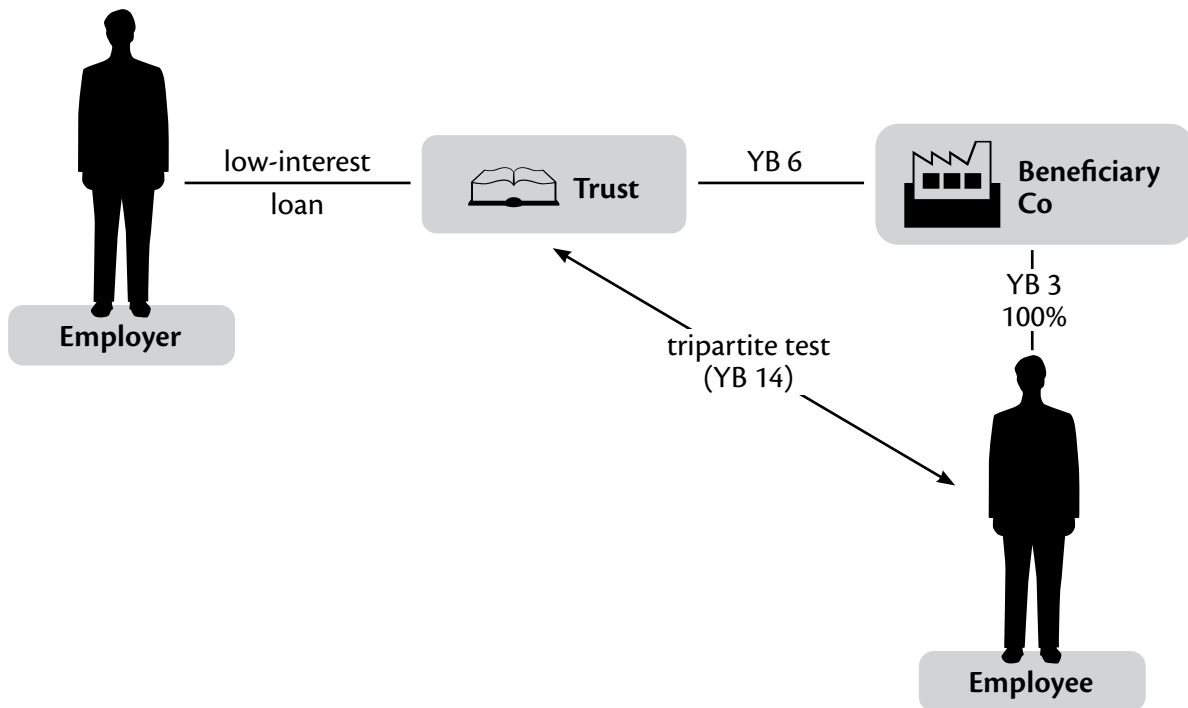 low-interest
loan
Trust
YB 6
Beneficiary
Co
YB 3
100%
Employer
tripartite test
(YB 14)
Employee